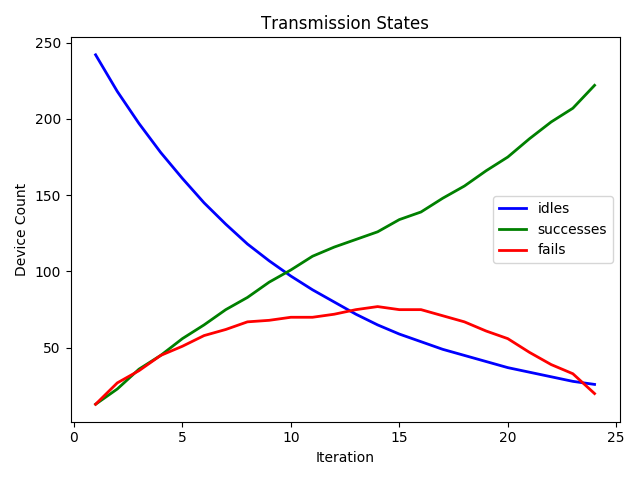 Transmission States
250
200
150
100
50
Device Count
idles
successes
fails
0
5
10
15
20
25
Iteration